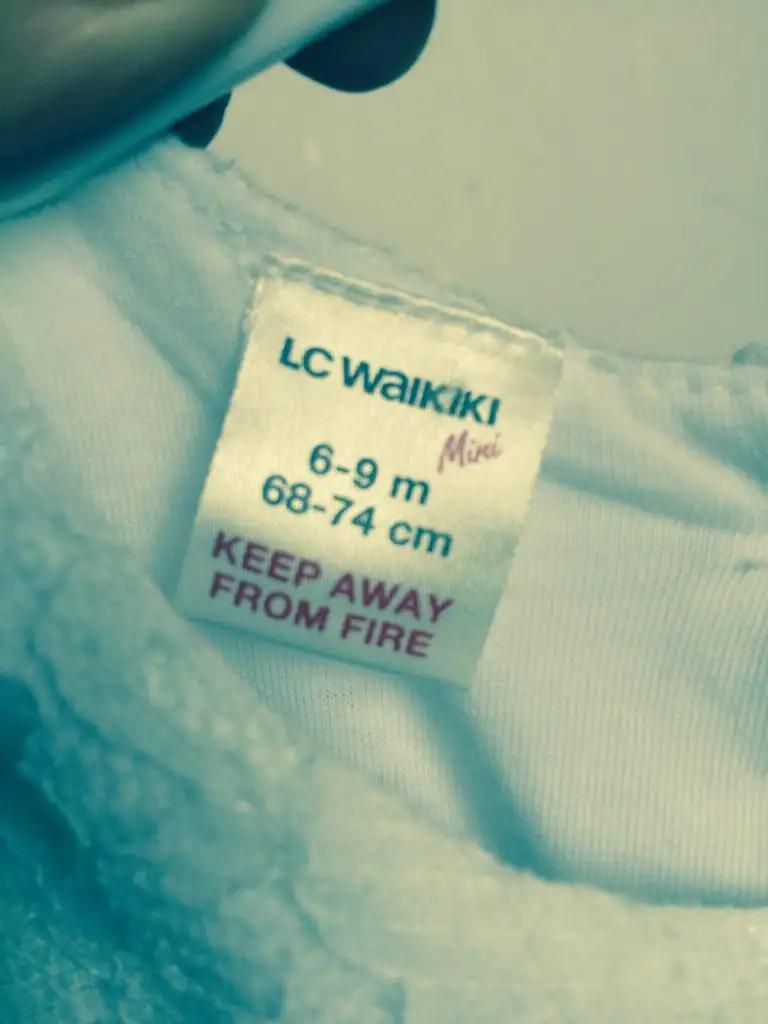 LC WAIKIKI
Mini
6-9 m
68-74 cm
KEEP AWAY
FROM FIRE